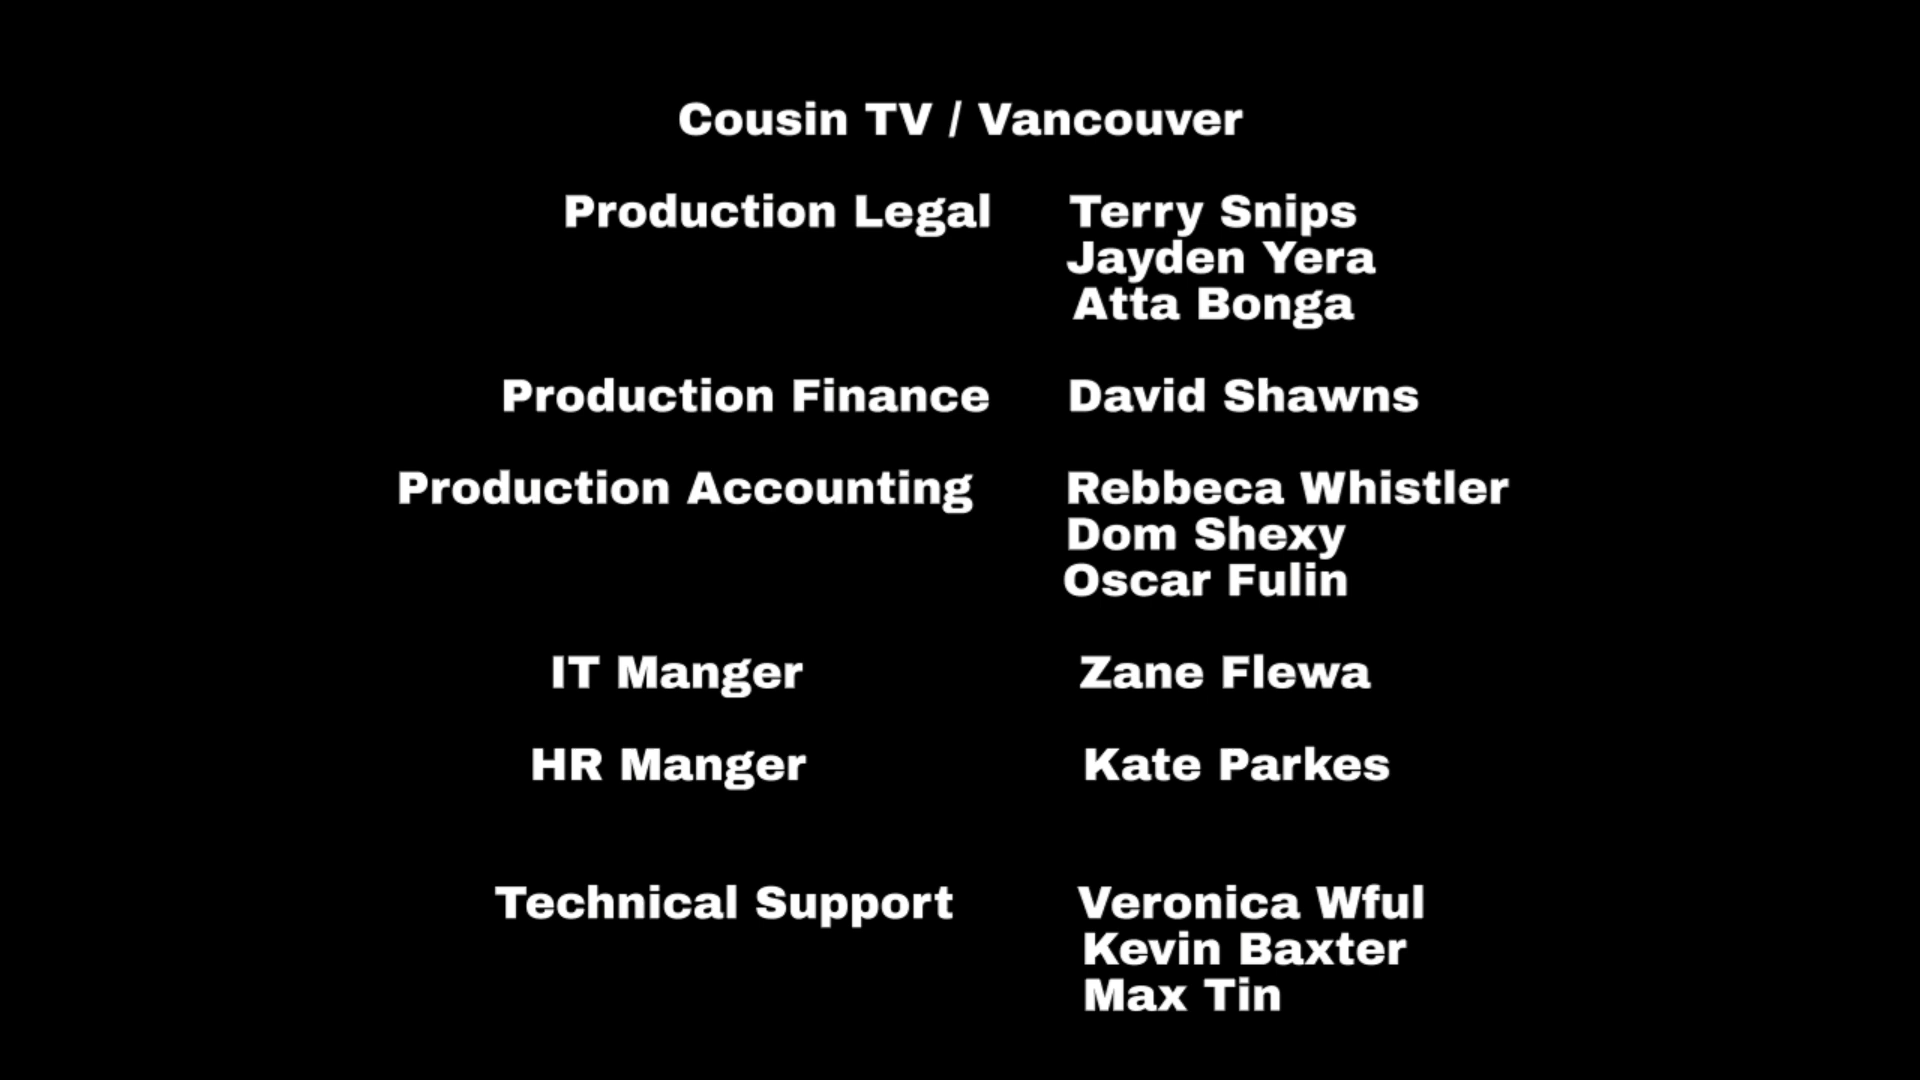 Cousin TV / Vancouver
Production Legal Terry Snips
Jayden Yera
Atta Bonga
Production Finance David Shawns
Production Accounting Rebbeca Whistler
Dom Shexy
Oscar Fulin
IT Manger Zane Flewa
HR Manger Kate Parkes
Technical Support Veronica Wful
Kevin Baxter
Max Tin